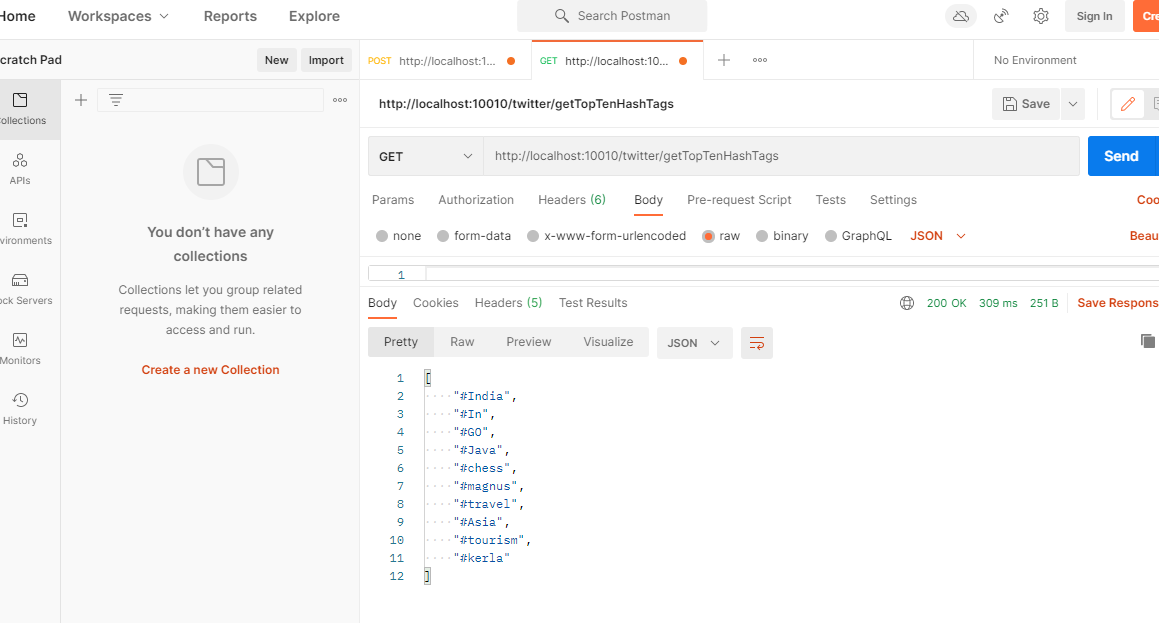 Home Workspaces Reports Explore Search Postman Sign In Cre
cratch Pad New Import POST http://localhost:1... GET http://localhost:10... No Environment
http://localhost:10010/twitter/getTopTenHashTags Save
ollections
GET http://localhost:10010/twitter/getTopTenHashTags Send
APIs
Params Authorization Headers (6) Body Pre-request Script Tests Settings Coo
vironments
You don't have any
collections
none form-data x-www-form-urlencoded raw binary GraphQL JSON Beau
1
Collections let you group related
requests, making them easier to
access and run.
ock Servers
Body Cookies Headers (5) Test Results 200 OK 309 ms 251 B Save Respons
Pretty Raw Preview Visualize JSON
Monitors
Create a new Collection
History
1 [
2 "#India",
3 "#In",
4 "#GO",
5 "#Java",
6 "#chess",
7 "#magnus",
8 "#travel",
9 "#Asia",
10 "#tourism",
11 "#kerla"
12 ]